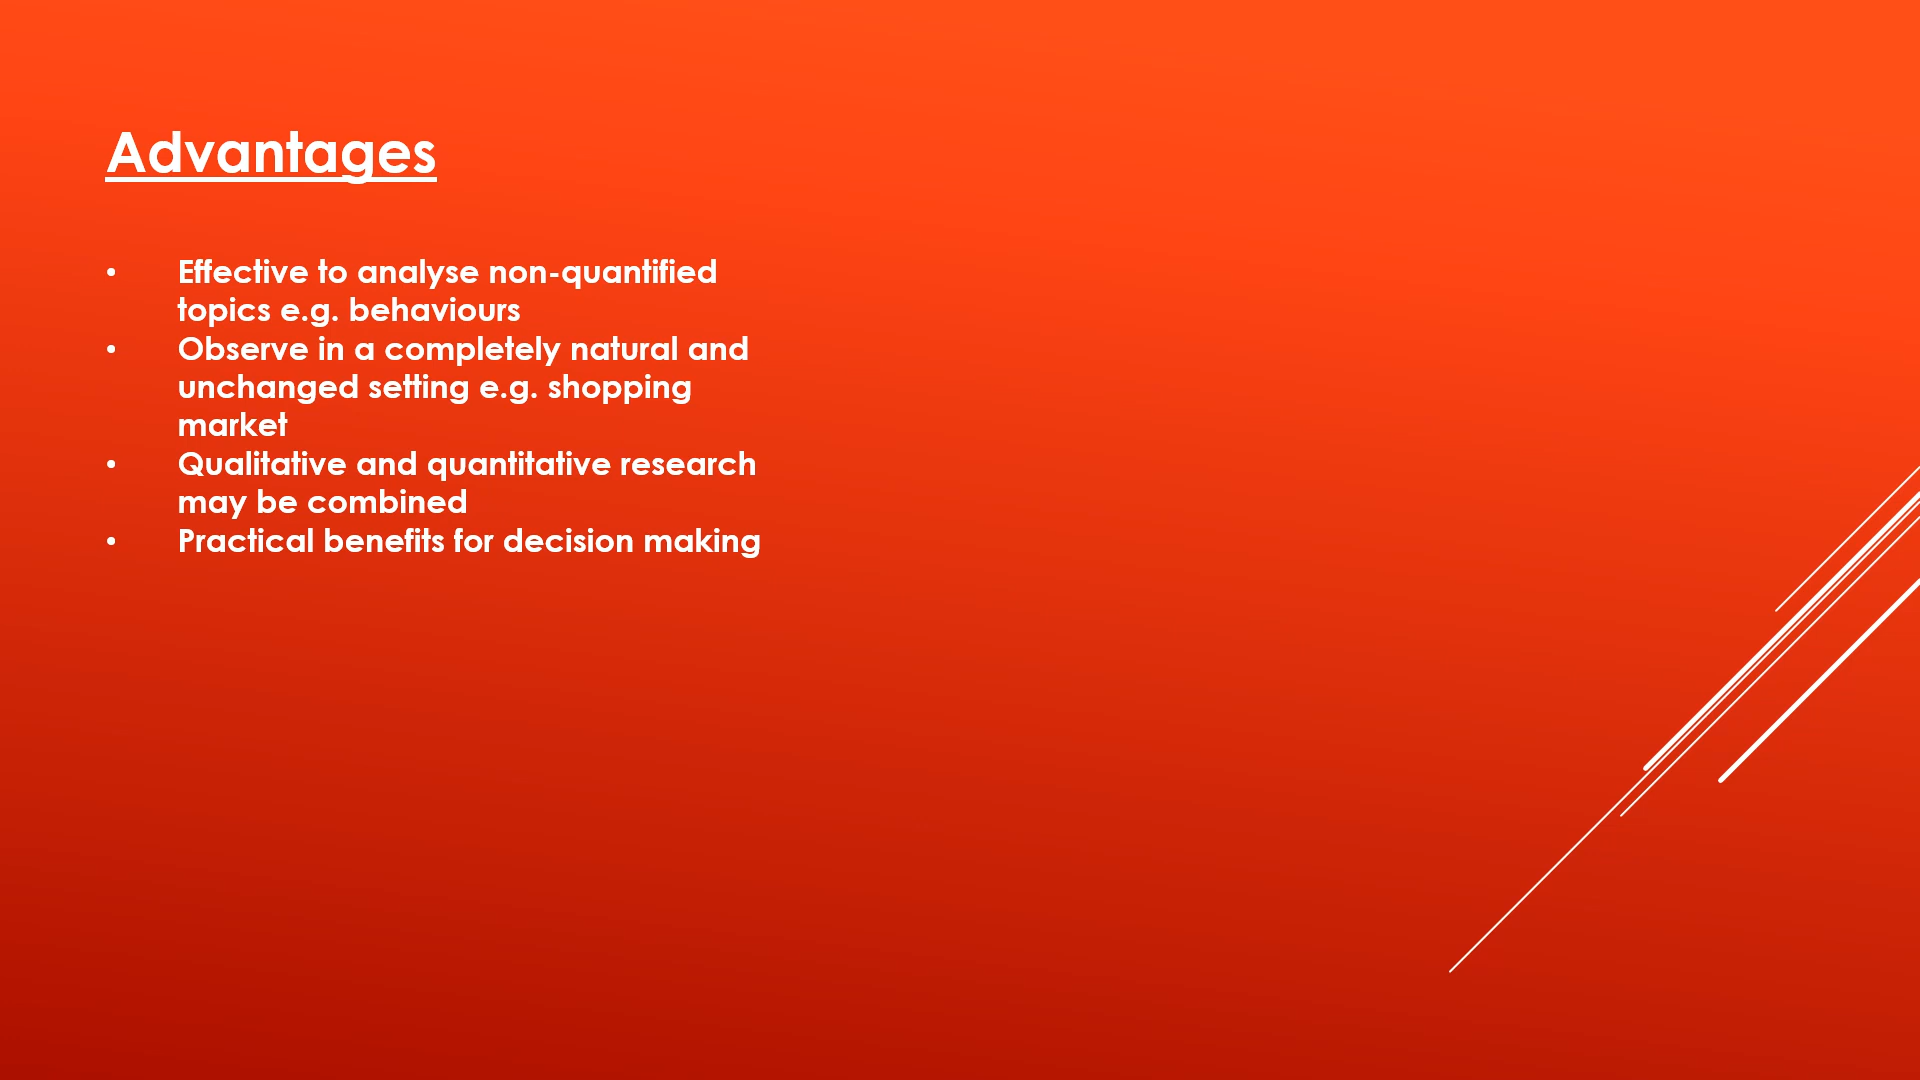 Advantages
• Effective to analyse non-quantified
topics e.g. behaviours
• Observe in a completely natural and
unchanged setting e.g. shopping
market
• Qualitative and quantitative research
may be combined
• Practical benefits for decision making